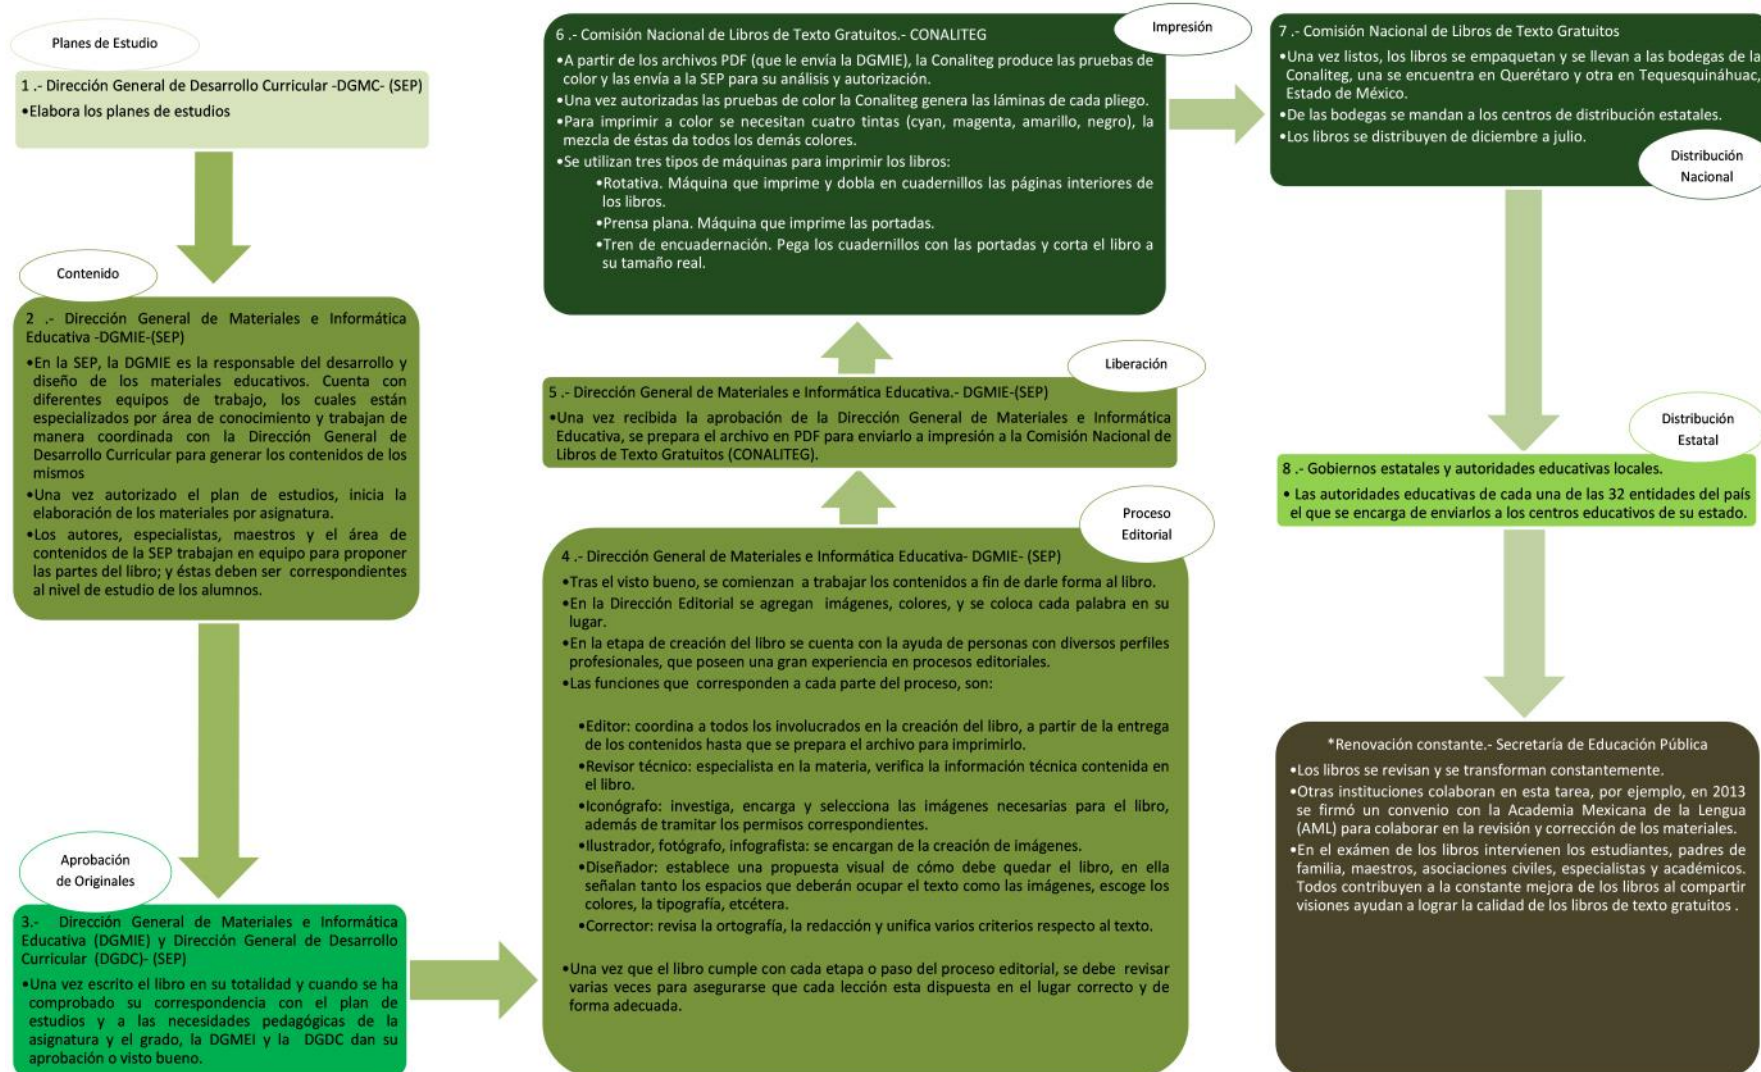 Planes de Estudio
1 .- Dirección General de Desarrollo Curricular -DGMC- (SEP)
•Elabora los planes de estudios
Contenido
2 .- Dirección General de Materiales e Informática
Educativa -DGMIE-(SEP)
•En la SEP, la DGMIE es la responsable del desarrollo y
diseño de los materiales educativos. Cuenta con
diferentes equipos de trabajo, los cuales están
especializados por área de conocimiento y trabajan de
manera coordinada con la Dirección General de
Desarrollo Curricular para generar los contenidos de los
mismos
•Una vez autorizado el plan de estudios, inicia la
elaboración de los materiales por asignatura.
•Los autores, especialistas, maestros y el área de
contenidos de la SEP trabajan en equipo para proponer
las partes del libro; y éstas deben ser correspondientes
al nivel de estudio de los alumnos.
Aprobación
de Originales
3.- Dirección General de Materiales e Informática
Educativa (DGMIE) y Dirección General de Desarrollo
Curricular (DGDC)- (SEP)
•Una vez escrito el libro en su totalidad y cuando se ha
comprobado su correspondencia con el plan de
estudios y a las necesidades pedagógicas de la
asignatura y el grado, la DGMEI y la DGDC dan su
aprobación o visto bueno.
Proceso
Editorial
4 .- Dirección General de Materiales e Informática Educativa- DGMIE- (SEP)
•Tras el visto bueno, se comienzan a trabajar los contenidos a fin de darle forma al libro.
•En la Dirección Editorial se agregan imágenes, colores, y se coloca cada palabra en su
lugar.
•En la etapa de creación del libro se cuenta con la ayuda de personas con diversos perfiles
profesionales, que poseen una gran experiencia en procesos editoriales.
•Las funciones que corresponden a cada parte del proceso, son:
•Editor: coordina a todos los involucrados en la creación del libro, a partir de la entrega
de los contenidos hasta que se prepara el archivo para imprimirlo.
•Revisor técnico: especialista en la materia, verifica la información técnica contenida en
el libro.
•Iconógrafo: investiga, encarga y selecciona las imágenes necesarias para el libro,
además de tramitar los permisos correspondientes.
•Ilustrador, fotógrafo, infografista: se encargan de la creación de imágenes.
•Diseñador: establece una propuesta visual de cómo debe quedar el libro, en ella
señalan tanto los espacios que deberán ocupar el texto como las imágenes, escoge los
colores, la tipografía, etcétera.
•Corrector: revisa la ortografía, la redacción y unifica varios criterios respecto al texto.
•Una vez que el libro cumple con cada etapa o paso del proceso editorial, se debe revisar
varias veces para asegurarse que cada lección esta dispuesta en el lugar correcto y de
forma adecuada.
Liberación
5 .- Dirección General de Materiales e Informática Educativa.- DGMIE-(SEP)
•Una vez recibida la aprobación de la Dirección General de Materiales e Informática
Educativa, se prepara el archivo en PDF para enviarlo a impresión a la Comisión Nacional de
Libros de Texto Gratuitos (CONALITEG).
Impresión
6 .- Comisión Nacional de Libros de Texto Gratuitos.- CONALITEG
•A partir de los archivos PDF (que le envía la DGMIE), la Conaliteg produce las pruebas de
color y las envía a la SEP para su análisis y autorización.
•Una vez autorizadas las pruebas de color la Conaliteg genera las láminas de cada pliego.
•Para imprimir a color se necesitan cuatro tintas (cyan, magenta, amarillo, negro), la
mezcla de éstas da todos los demás colores.
•Se utilizan tres tipos de máquinas para imprimir los libros:
•Rotativa. Máquina que imprime y dobla en cuadernillos las páginas interiores de
los libros.
•Prensa plana. Máquina que imprime las portadas.
•Tren de encuadernación. Pega los cuadernillos con las portadas y corta el libro a
su tamaño real.
7 .- Comisión Nacional de Libros de Texto Gratuitos
•Una vez listos, los libros se empaquetan y se llevan a las bodegas de la
Conaliteg, una se encuentra en Querétaro y otra en Tequesquináhuac,
Estado de México.
•De las bodegas se mandan a los centros de distribución estatales.
•Los libros se distribuyen de diciembre a julio.
Distribución
Nacional
Distribución
Estatal
8 .- Gobiernos estatales y autoridades educativas locales.
• Las autoridades educativas de cada una de las 32 entidades del país
el que se encarga de enviarlos a los centros educativos de su estado.
*Renovación constante.- Secretaría de Educación Pública
•Los libros se revisan y se transforman constantemente.
•Otras instituciones colaboran en esta tarea, por ejemplo, en 2013
se firmó un convenio con la Academia Mexicana de la Lengua
(AML) para colaborar en la revisión y corrección de los materiales.
•En el exámen de los libros intervienen los estudiantes, padres de
familia, maestros, asociaciones civiles, especialistas y académicos.
Todos contribuyen a la constante mejora de los libros al compartir
visiones ayudan a lograr la calidad de los libros de texto gratuitos .